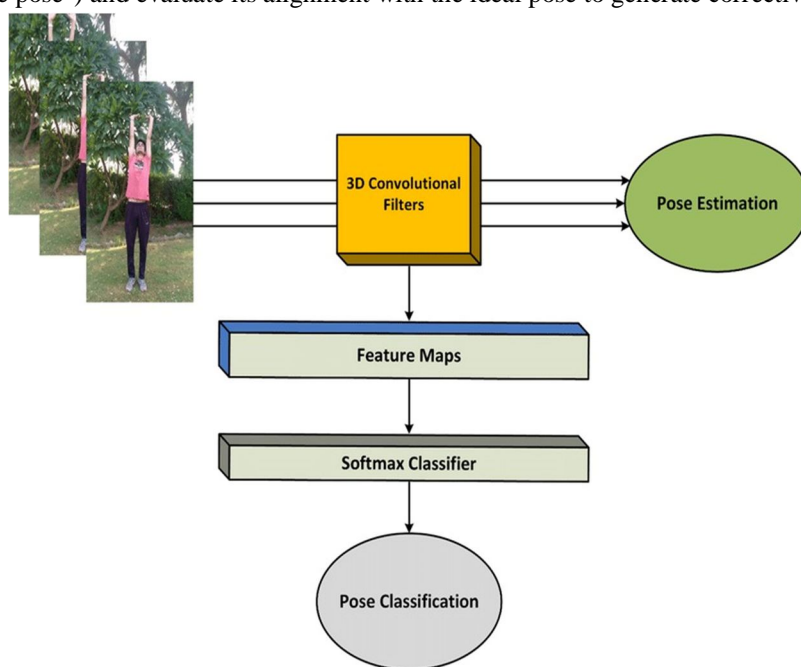 pose”) and evaluate its alignment with the ideal pose to generate
3D Convolutional
Filters
Pose Estimation
Feature Maps
Softmax Classifier
Pose Classification